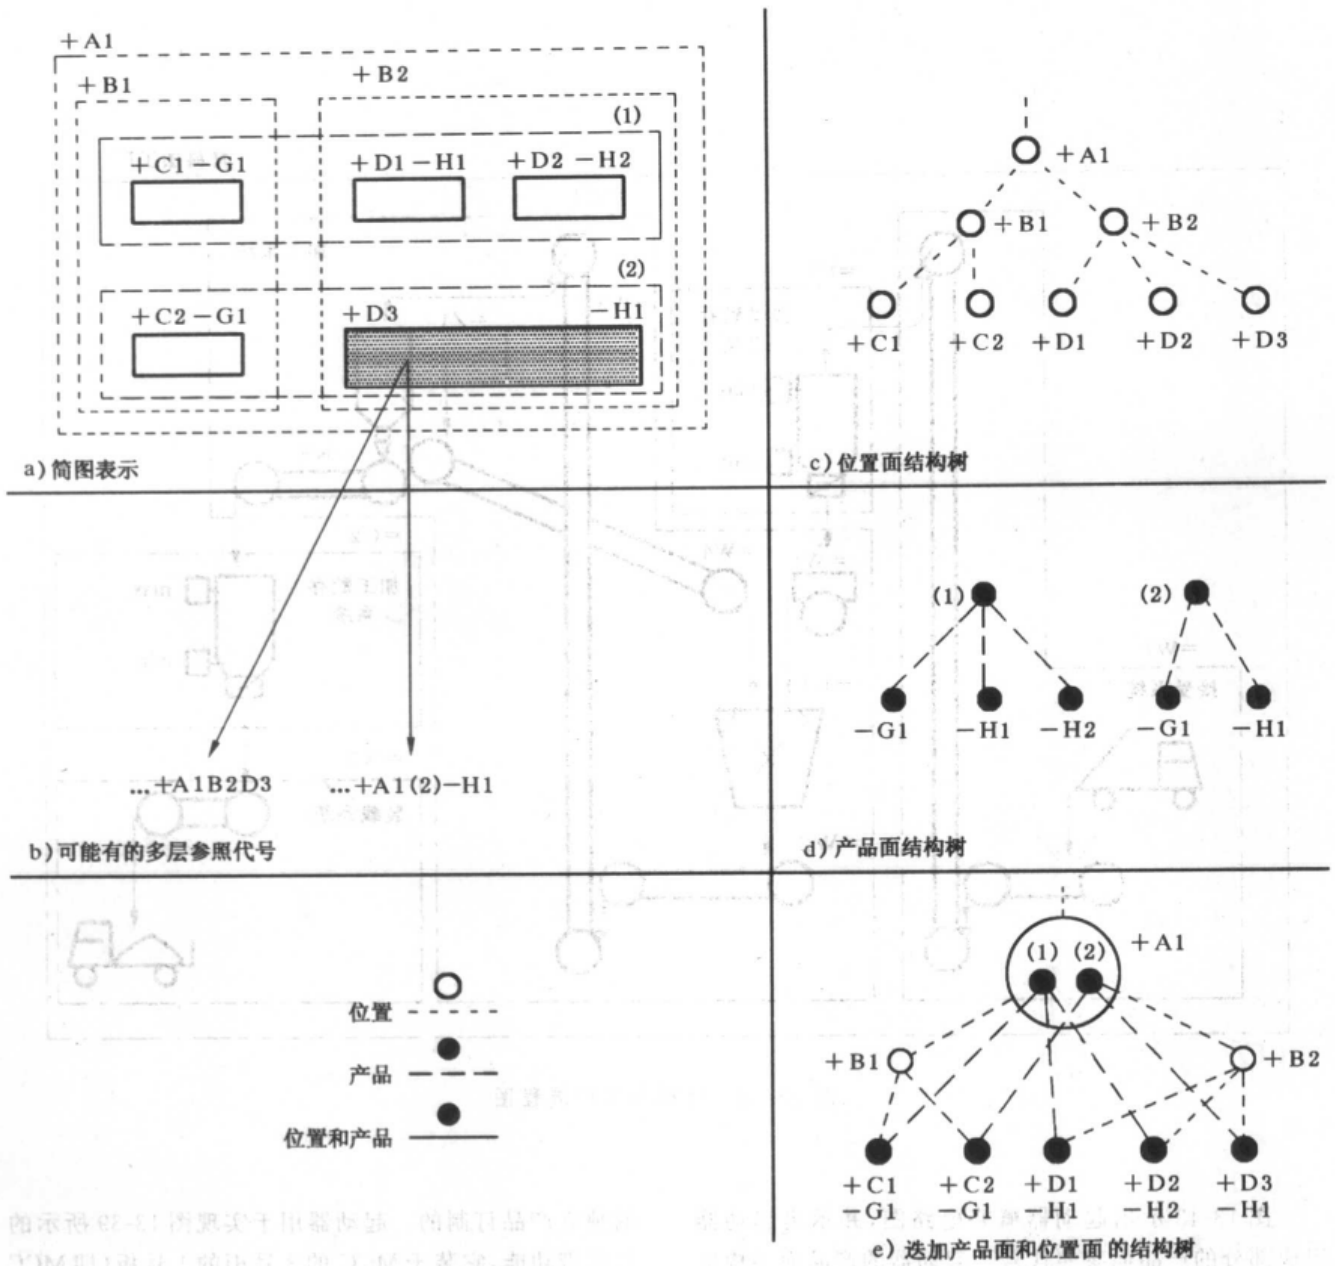 +A1
+B1
+B2
(1)
+C1-G1
+D1-H1
+D2-H2
(2)
+C2-G1
+D3
-H1
a)简图表示
...+A1B2D3
...+A1(2)-H1
b)可能有的多层参照代号
位置
产品
位置和产品
+A1
+B1
+B2
+C1
+C2
+D1
+D2
+D3
c)位置面结构树
(1)
(2)
-G1
-H1
-H2
-G1
-H1
d)产品面结构树
(1)
(2)
+A1
+B1
+B2
+C1
+C2
+D1
+D2
+D3
-G1
-G1
-H1
-H2
-H1
e)迭加产品面和位置面的结构树